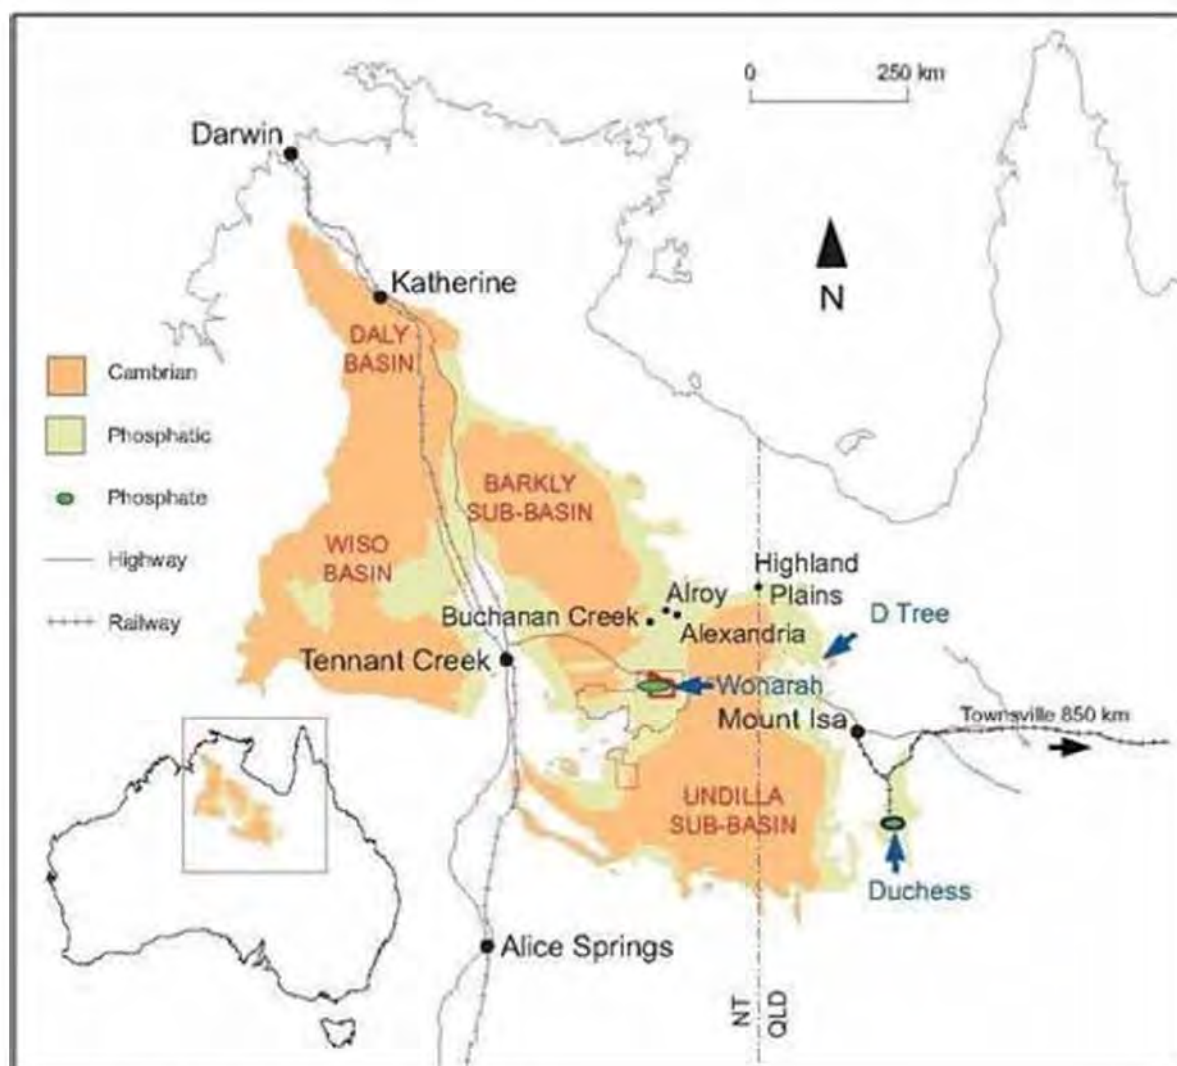 0 250 km
Darwin
N
Katherine
DALY
BASIN
Cambrian
Phosphatic
Phosphate
Highway
Railway
BARKLY
SUB-BASIN
WISO
BASIN
Highland
Plains
Alroy
Buchanan Creek
Alexandria
D Tree
Tennant Creek
Wonarah
Mount Isa
Townsville 850 km
UNDILLA
SUB-BASIN
Duchess
Alice Springs
NT
QLD